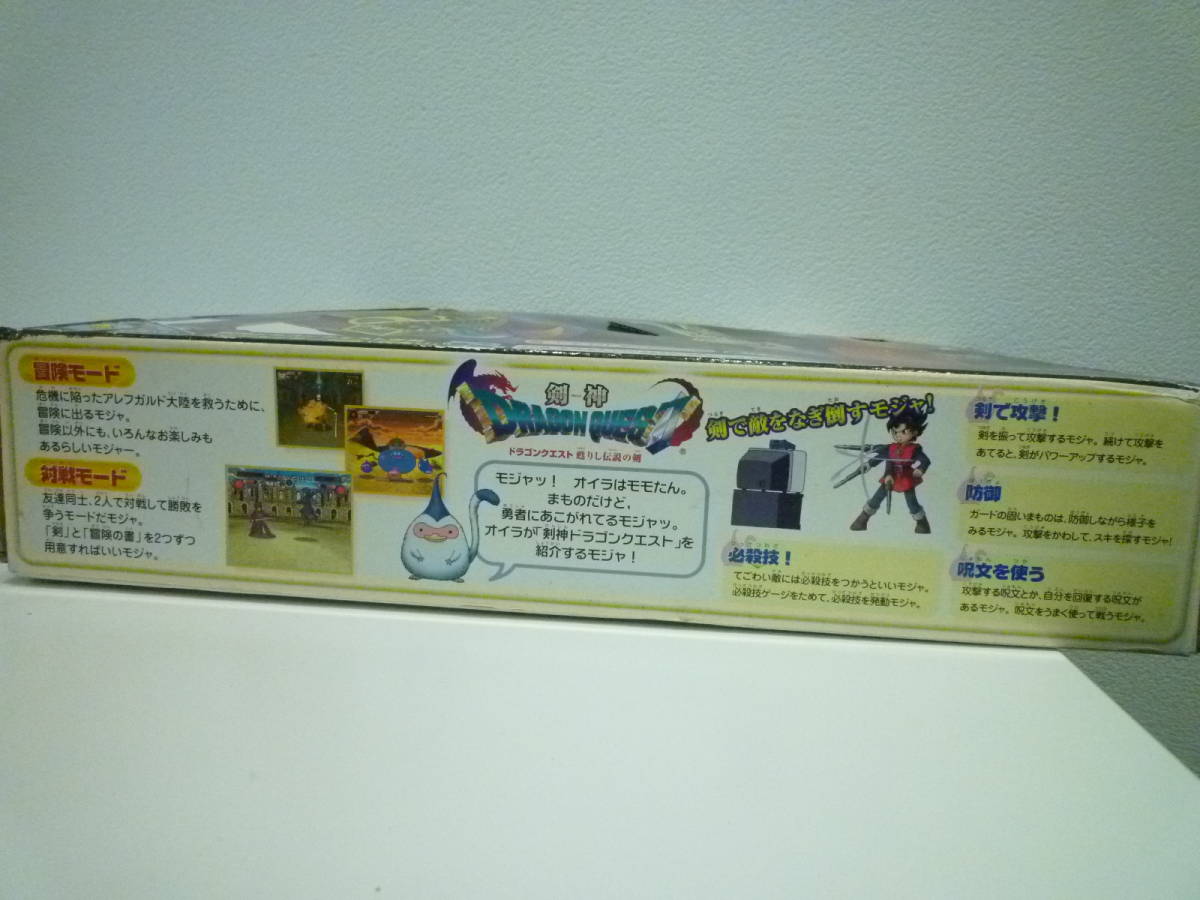 冒険モード
危機に陥ったアレフガルド大陸を救うために、
冒険に出るモジャ。
冒険以外にも、いろんなお楽しみも
あるらしいモジャー。
対戦モード
友達同士、2人で対戦して勝敗を
争うモードだモジャ。
「剣」と「冒険の書」を2つずつ
用意すればいいモジャ。
剣神
DRAGON QUEST
ドラゴンクエスト 甦りし伝説の剣
モジャッ! オイラはモモたん。
まものだけど、
勇者にあこがれてるモジャッ。
オイラが「剣神ドラゴンクエスト」を
紹介するモジャ!
剣で敵をなぎ倒すモジャ!
必殺技!
てごわい敵には必殺技をつかうといいモジャ。
必殺技ゲージをためて、必殺技を発動モジャ。
剣で攻撃!
剣を振って攻撃するモジャ。続けて攻撃を
あてると、剣がパワーアップするモジャ。
防御
ガードの固いまものは、防御しながら様子を
みるモジャ。攻撃をかわして、スキを探すモジャ!
呪文を使う
攻撃する呪文とか、自分を回復する呪文が
あるモジャ。呪文をうまく使って戦うモジャ。